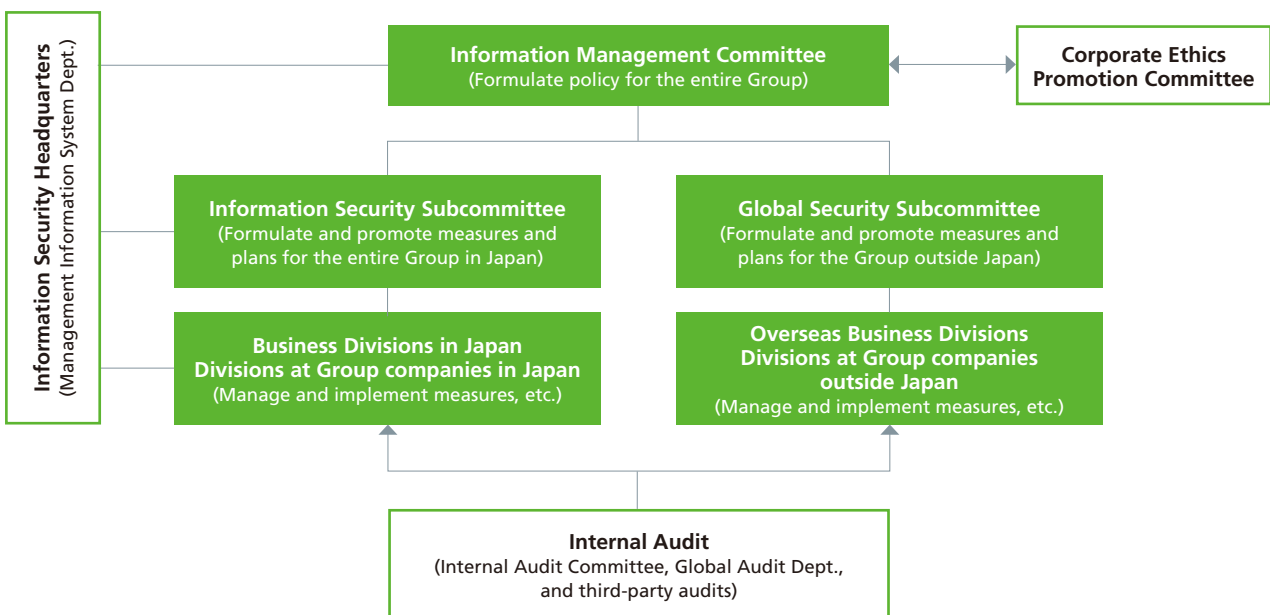 Information Security Headquarters
(Management Information System Dept.)
Information Management Committee
(Formulate policy for the entire Group)
Corporate Ethics
Promotion Committee
Information Security Subcommittee
(Formulate and promote measures and
plans for the entire Group in Japan)
Global Security Subcommittee
(Formulate and promote measures and
plans for the Group outside Japan)
Business Divisions in Japan
Divisions at Group companies in Japan
(Manage and implement measures, etc.)
Overseas Business Divisions
Divisions at Group companies
outside Japan
(Manage and implement measures, etc.)
Internal Audit
(Internal Audit Committee, Global Audit Dept.,
and third-party audits)